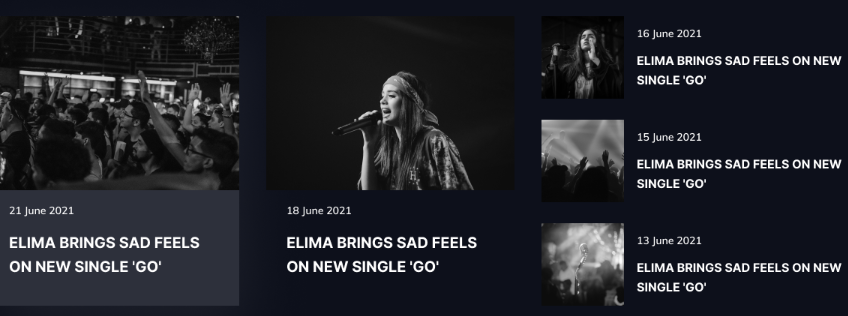 21 June 2021
ELIMA BRINGS SAD FEELS
ON NEW SINGLE 'GO'
18 June 2021
ELIMA BRINGS SAD FEELS
ON NEW SINGLE 'GO'
16 June 2021
ELIMA BRINGS SAD FEELS ON NEW
SINGLE 'GO'
15 June 2021
ELIMA BRINGS SAD FEELS ON NEW
SINGLE 'GO'
13 June 2021
ELIMA BRINGS SAD FEELS ON NEW
SINGLE 'GO'